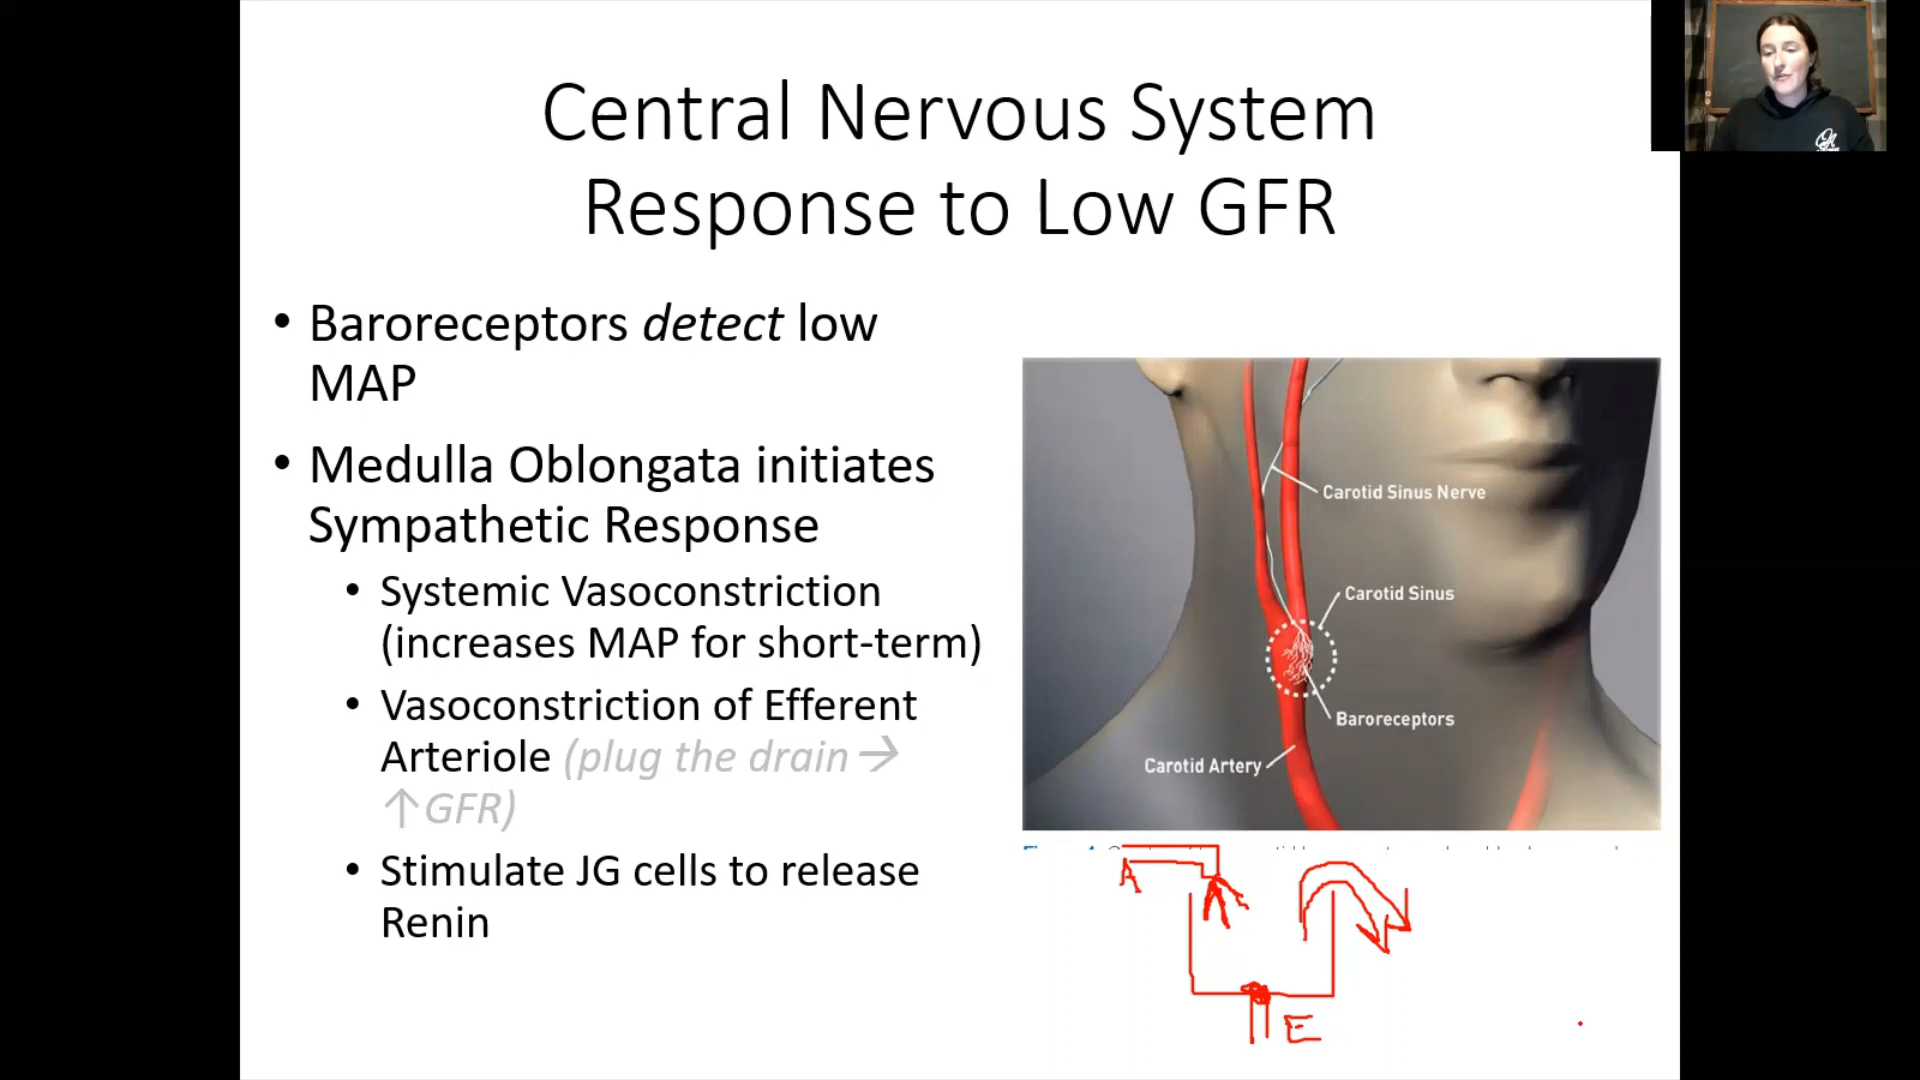 Central Nervous System
Response to Low GFR
• Baroreceptors detect low
MAP
• Medulla Oblongata initiates
Sympathetic Response
• Systemic Vasoconstriction
(increases MAP for short-term)
• Vasoconstriction of Efferent
Arteriole (plug the drain→
↑GFR)
• Stimulate JG cells to release
Renin
Carotid Sinus Nerve
Carotid Sinus
Baroreceptors
Carotid Artery
A
E